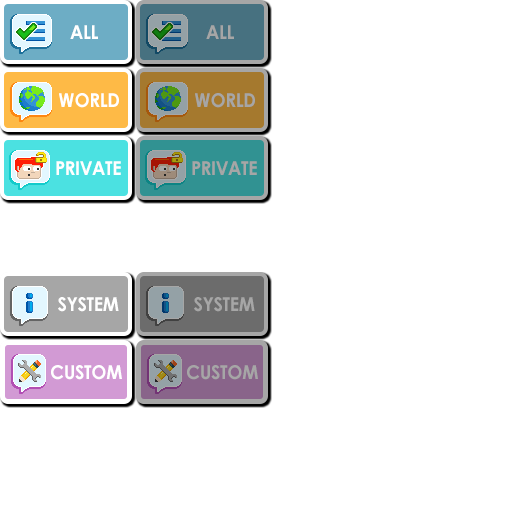 ALL ALL
WORLD WORLD
PRIVATE PRIVATE
SYSTEM SYSTEM
CUSTOM CUSTOM